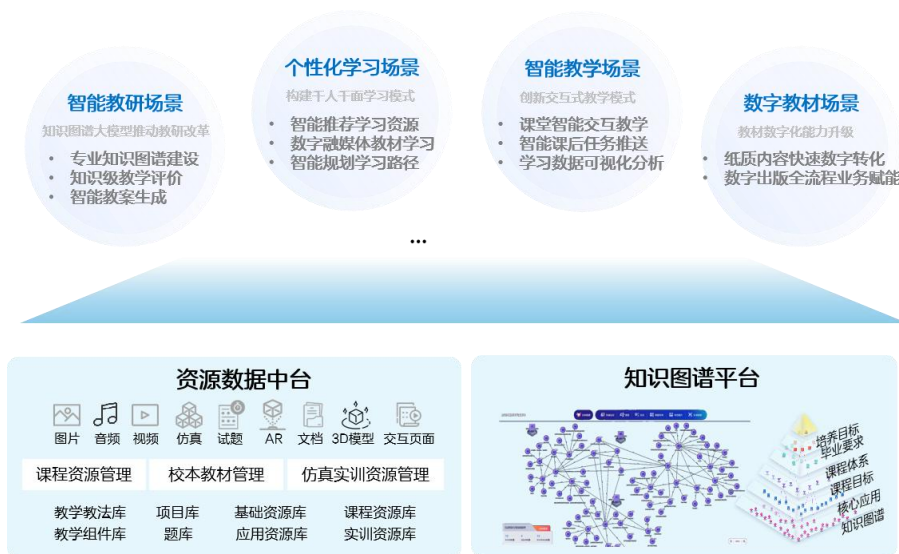 智能教研场景
知识图谱大模型推动教研改革
• 专业知识图谱建设
• 知识级教学评价
• 智能教案生成
个性化学习场景
构建千人千面学习模式
• 智能推荐学习资源
• 数字融媒体教材学习
• 智能规划学习路径
智能教学场景
创新交互式教学模式
• 课堂智能交互教学
• 智能课后任务推送
• 学习数据可视化分析
数字教材场景
教材数字化能力升级
• 纸质内容快速数字转化
• 数字出版全流程业务赋能
...
资源数据中台
图片 音频 视频 仿真 试题 AR 文档 3D模型 交互页面
课程资源管理 校本教材管理 仿真实训资源管理
教学教法库 项目库 基础资源库 课程资源库
教学组件库 题库 应用资源库 实训资源库
知识图谱平台
培养目标
毕业要求
课程体系
课程目标
核心应用
知识图谱